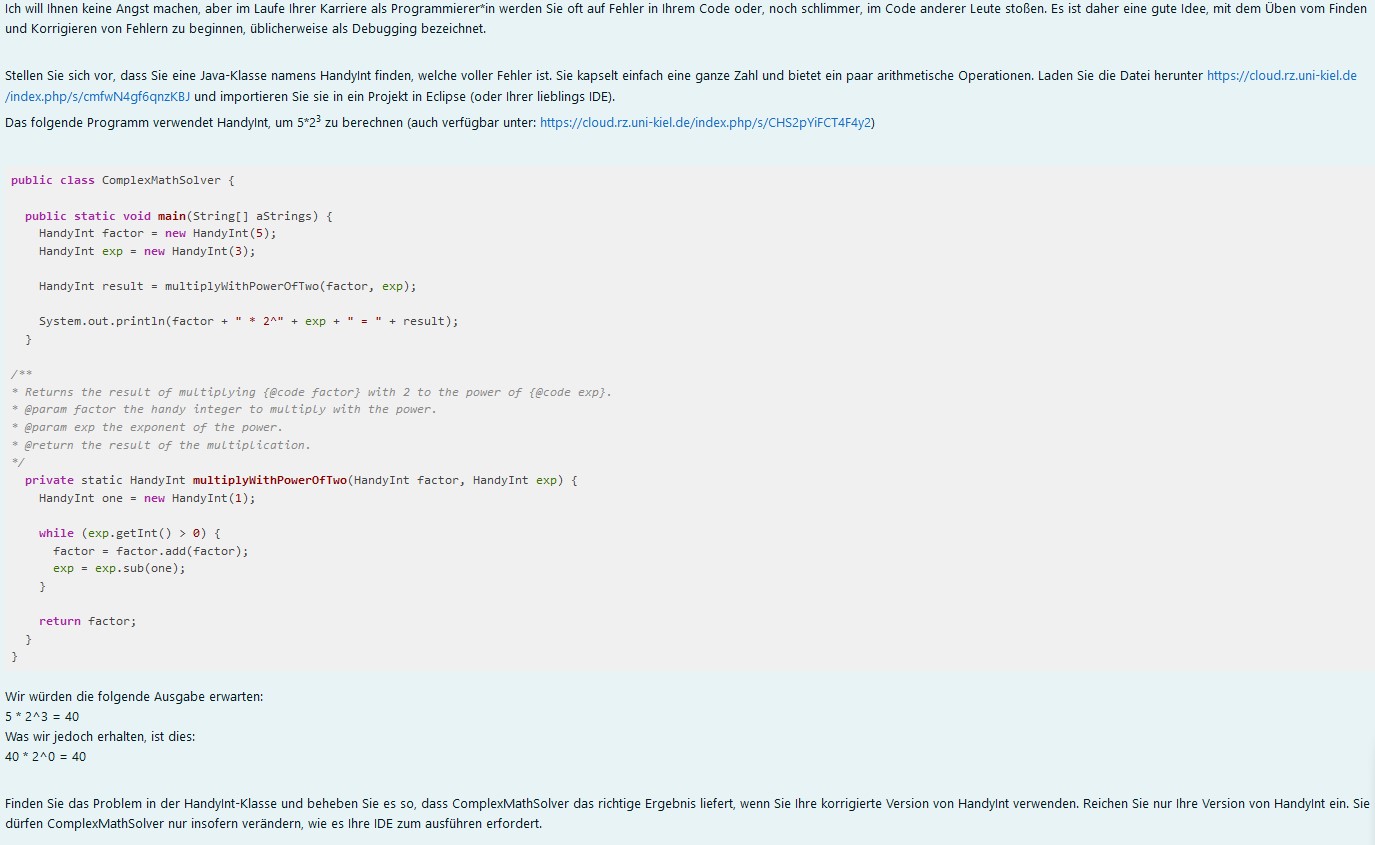 Ich will Ihnen keine Angst machen, aber im Laufe Ihrer Karriere als Programmierer*in werden Sie oft auf Fehler in Ihrem Code oder, noch schlimmer, im Code anderer Leute stoßen. Es ist daher eine gute Idee, mit dem Üben vom Finden
und Korrigieren von Fehlern zu beginnen, üblicherweise als Debugging bezeichnet.
Stellen Sie sich vor, dass Sie eine Java-Klasse namens HandyInt finden, welche voller Fehler ist. Sie kapselt einfach eine ganze Zahl und bietet ein paar arithmetische Operationen. Laden Sie die Datei herunter https://cloud.rz.uni-kiel.de
/index.php/s/cmfwN4gf6qnzKBJ und importieren Sie sie in ein Projekt in Eclipse (oder Ihrer lieblings IDE).
Das folgende Programm verwendet HandyInt, um 5*2³ zu berechnen (auch verfügbar unter: https://cloud.rz.uni-kiel.de/index.php/s/CHS2pYiFCT4F4y2)
public class ComplexMathSolver {
public static void main(String[] aStrings) {
HandyInt factor = new HandyInt(5);
HandyInt exp = new HandyInt(3);
HandyInt result = multiplyWithPowerOfTwo(factor, exp);
System.out.println(factor + " * 2^" + exp + " = " + result);
}
/**
* Returns the result of multiplying {@code factor} with 2 to the power of {@code exp}.
* @param factor the handy integer to multiply with the power.
* @param exp the exponent of the power.
* @return the result of the multiplication.
*/
private static HandyInt multiplyWithPowerOfTwo(HandyInt factor, HandyInt exp) {
HandyInt one = new HandyInt(1);
while (exp.getInt() > 0) {
factor = factor.add(factor);
exp = exp.sub(one);
}
return factor;
}
}
Wir würden die folgende Ausgabe erwarten:
5 * 2^3 = 40
Was wir jedoch erhalten, ist dies:
40 * 2^0 = 40
Finden Sie das Problem in der HandyInt-Klasse und beheben Sie es so, dass ComplexMathSolver das richtige Ergebnis liefert, wenn Sie Ihre korrigierte Version von HandyInt verwenden. Reichen Sie nur Ihre Version von HandyInt ein. Sie
dürfen ComplexMathSolver nur insofern verändern, wie es Ihre IDE zum ausführen erfordert.